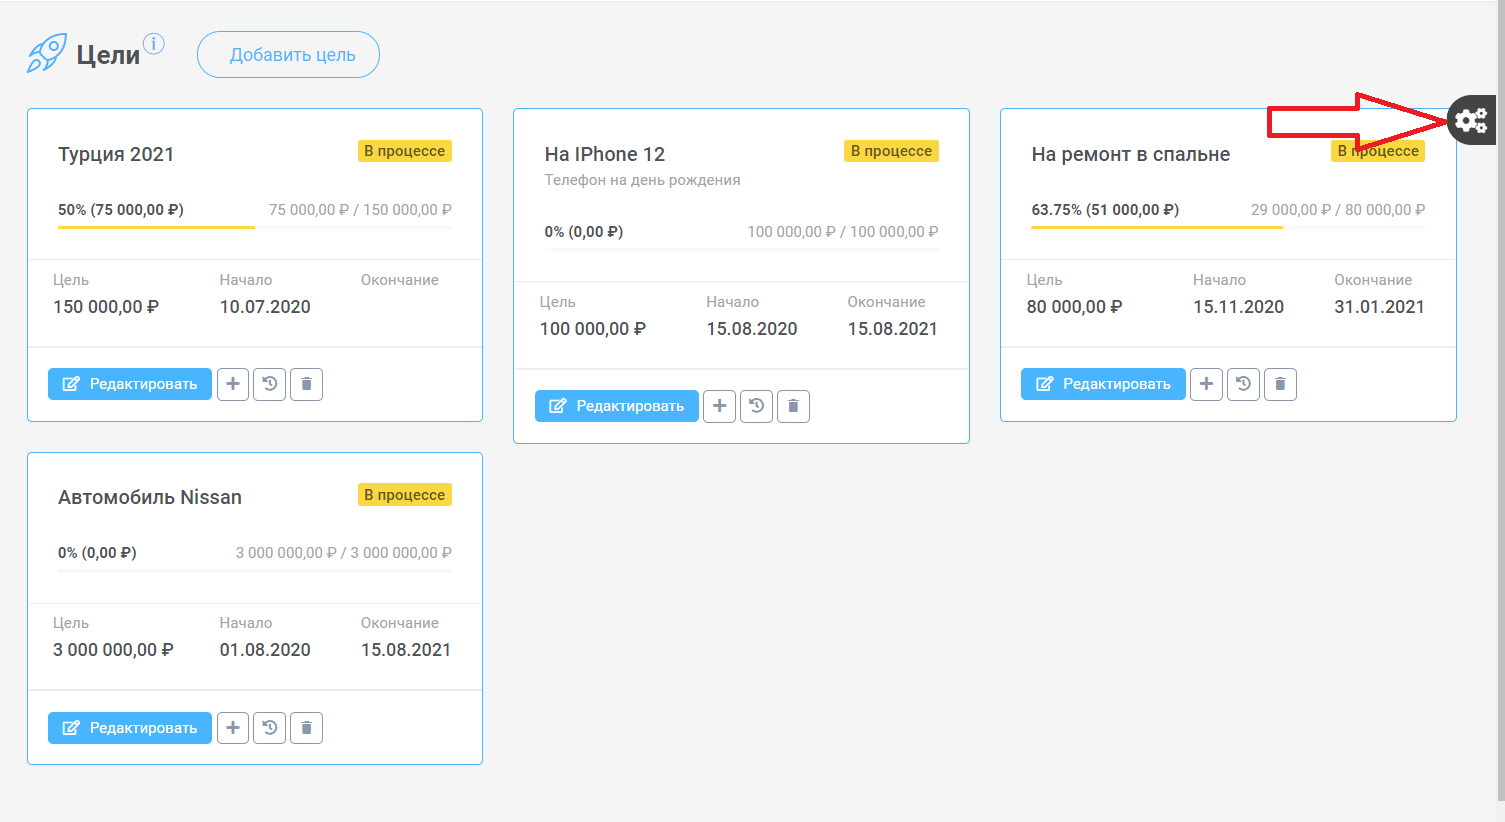 Цели i
Добавить цель
Турция 2021
В процессе
50% (75 000,00 ₽)
75 000,00 ₽ / 150 000,00 ₽
Цель
Начало
Окончание
150 000,00 ₽
10.07.2020
Редактировать
На IPhone 12
В процессе
Телефон на день рождения
0% (0,00 ₽)
100 000,00 ₽ / 100 000,00 ₽
Цель
Начало
Окончание
100 000,00 ₽
15.08.2020
15.08.2021
Редактировать
На ремонт в спальне
В процессе
63.75% (51 000,00 ₽)
29 000,00 ₽ / 80 000,00 ₽
Цель
Начало
Окончание
80 000,00 ₽
15.11.2020
31.01.2021
Редактировать
Автомобиль Nissan
В процессе
0% (0,00 ₽)
3 000 000,00 ₽ / 3 000 000,00 ₽
Цель
Начало
Окончание
3 000 000,00 ₽
01.08.2020
15.08.2021
Редактировать